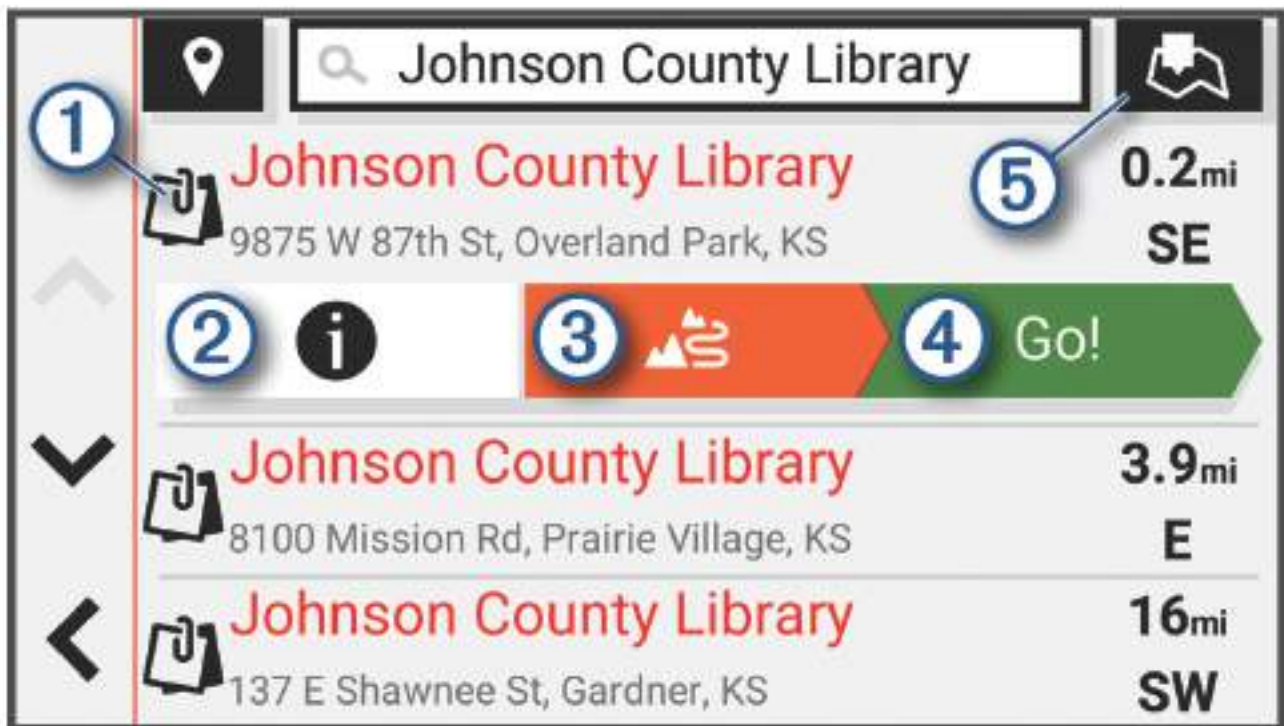 Johnson County Library
1
Johnson County Library
5
0.2mi
9875 W 87th St, Overland Park, KS
SE
2
i
3
4
Go!
Johnson County Library
3.9mi
8100 Mission Rd, Prairie Village, KS
E
Johnson County Library
16mi
137 E Shawnee St, Gardner, KS
SW